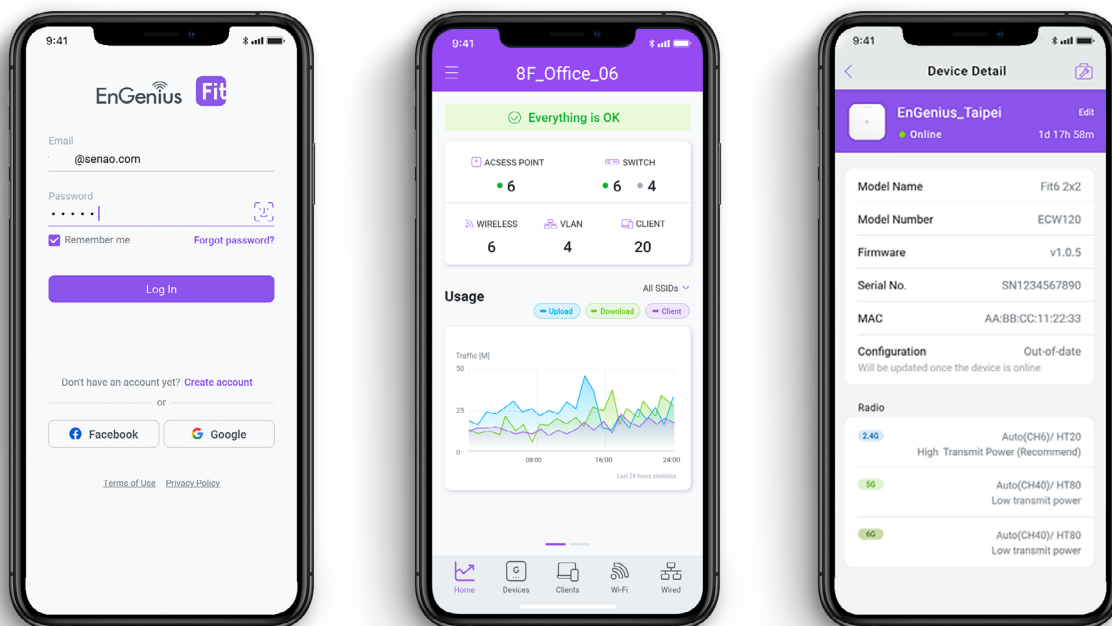 9:41
EnGenius Fit
Email
@senao.com
Password
Remember me
Forgot password?
Log In
Don't have an account yet? Create account
or
Facebook
Google
Terms of Use
Privacy Policy
9:41
8F_Office_06
Everything is OK
ACSESS POINT
SWITCH
6
6
4
WIRELESS
VLAN
CLIENT
6
4
20
All SSIDs
Usage
Upload
Download
Client
Traffic [M]
50
25
0
08:00
16:00
24:00
Last 24 hours statistics
Home
Devices
Clients
Wi-Fi
Wired
9:41
Device Detail
EnGenius_Taipei
Edit
Online
1d 17h 58m
Model Name
Fit6 2x2
Model Number
ECW120
Firmware
v1.0.5
Serial No.
SN1234567890
MAC
AA:BB:CC:11:22:33
Configuration
Out-of-date
Will be updated once the device is online
Radio
2.4G
Auto(CH6)/ HT20
High Transmit Power (Recommend)
5G
Auto(CH40)/ HT80
Low transmit power
6G
Auto(CH40)/ HT80
Low transmit power